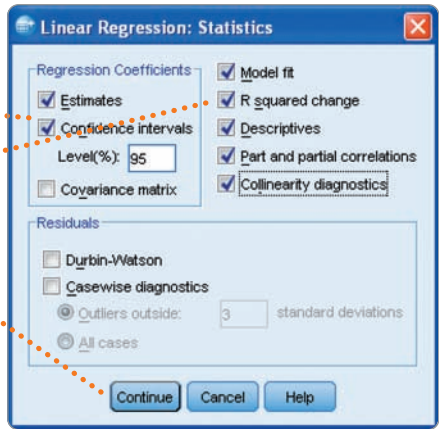 Linear Regression: Statistics
Regression Coefficients
Estimates
Confidence intervals
Level(%): 95
Covariance matrix
Model fit
R squared change
Descriptives
Part and partial correlations
Collinearity diagnostics
Residuals
Durbin-Watson
Casewise diagnostics
Outliers outside: 3 standard deviations
All cases
Continue Cancel Help